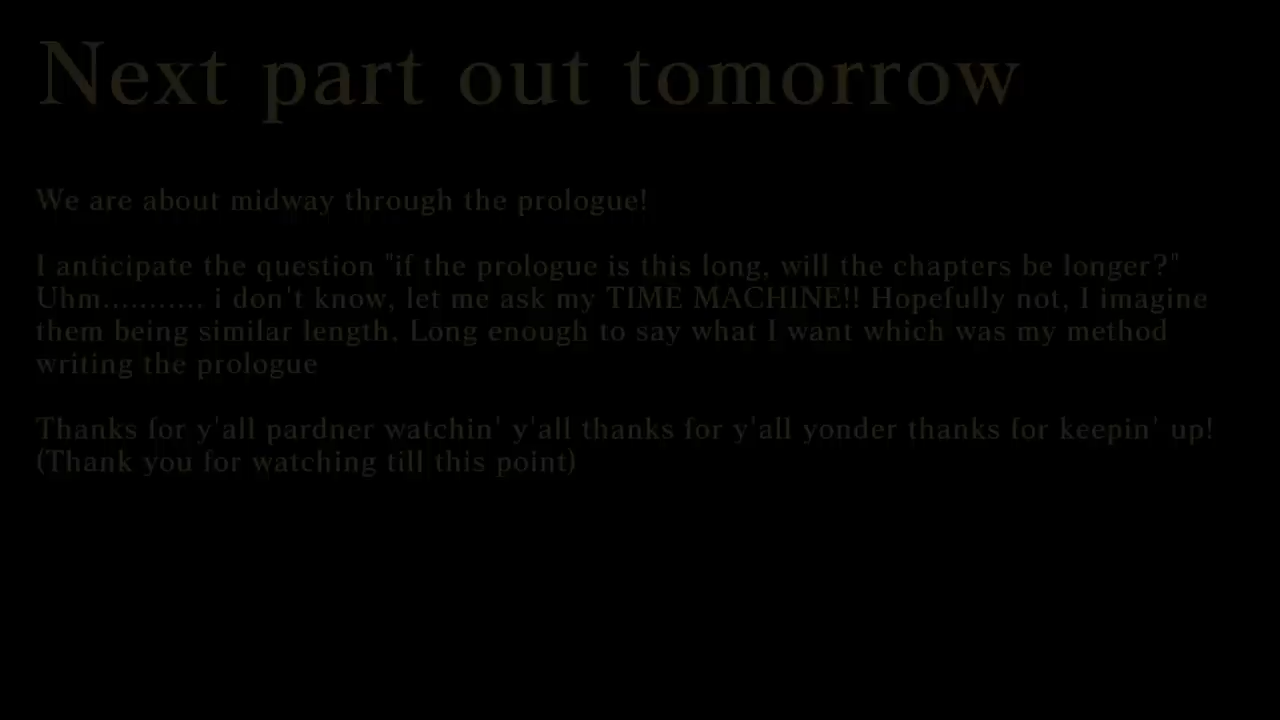 Next part out tomorrow
We are about midway through the prologue!
I anticipate the question "if the prologue is this long, will the chapters be longer?"
Uhm........... i don't know, let me ask my TIME MACHINE!! Hopefully not, I imagine
them being similar length. Long enough to say what I want which was my method
writing the prologue
Thanks for y'all pardner watchin' y'all thanks for y'all yonder thanks for keepin' up!
(Thank you for watching till this point)